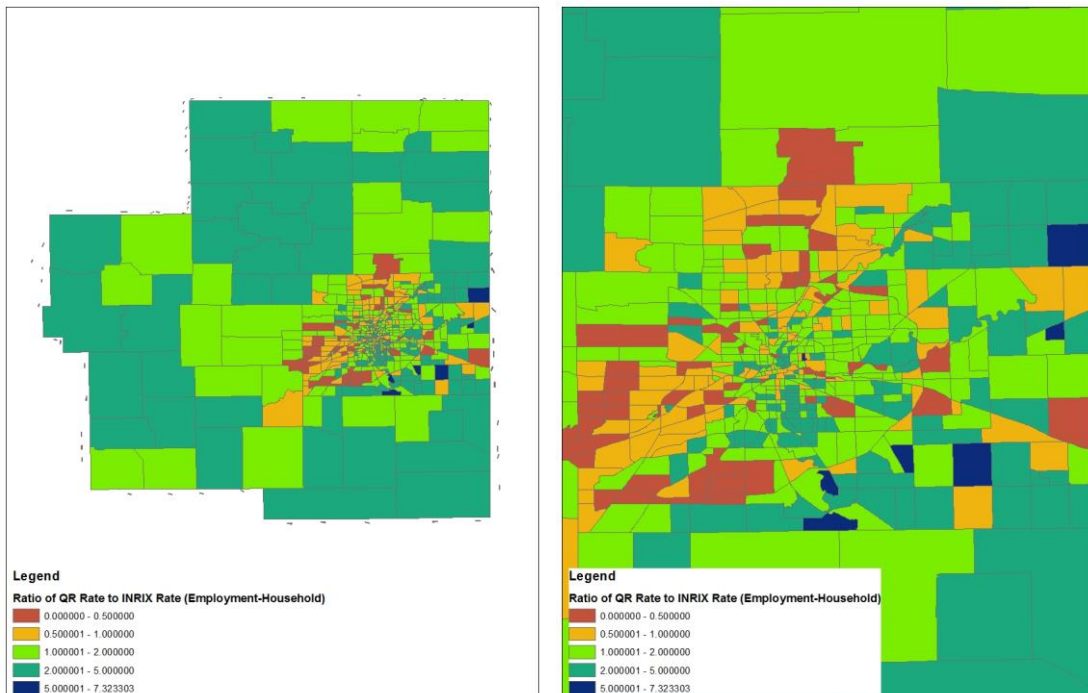 Legend
Ratio of QR Rate to INRIX Rate (Employment-Household)
0.000000 - 0.500000
0.500001 - 1.000000
1.000001 - 2.000000
2.000001 - 5.000000
5.000001 - 7.323303
Legend
Ratio of QR Rate to INRIX Rate (Employment-Household)
0.000000 - 0.500000
0.500001 - 1.000000
1.000001 - 2.000000
2.000001 - 5.000000
5.000001 - 7.323303